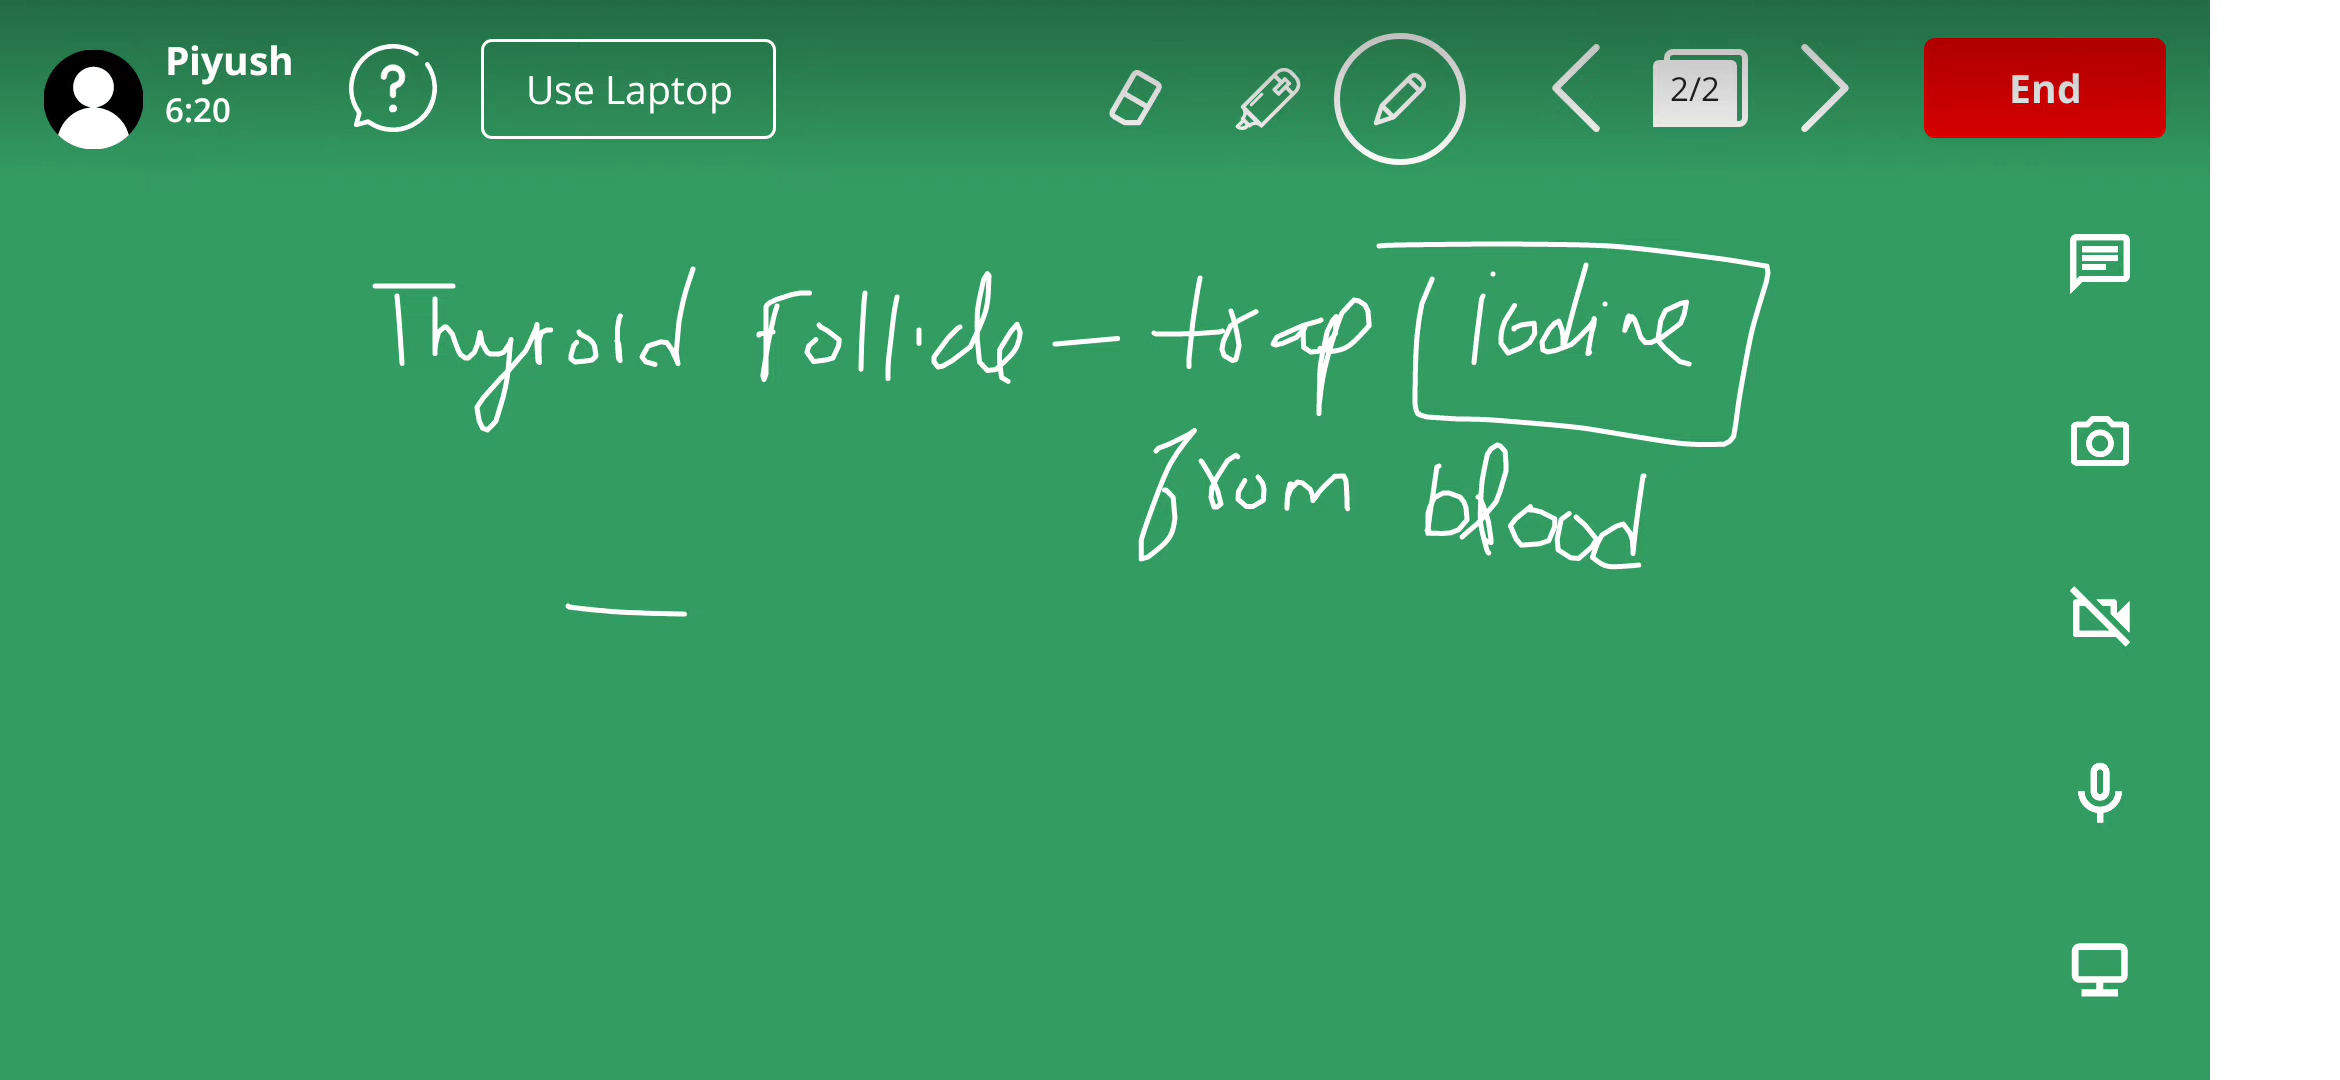 Piyush
6:20
Use Laptop
2/2
End
Thyroid Follicle - trap iodine
from blood